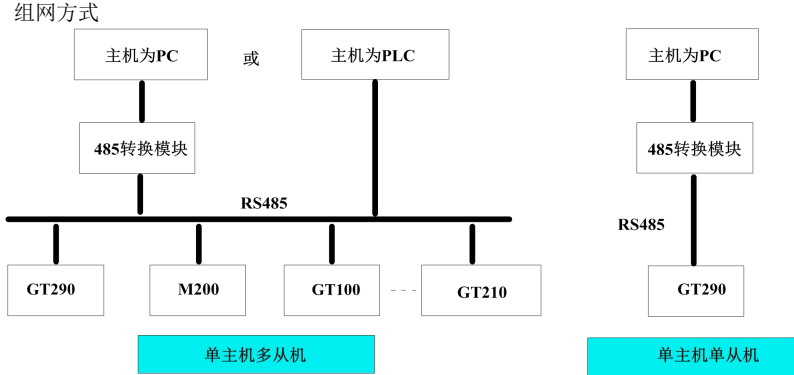 组网方式
主机为PC
或
主机为PLC
主机为PC
485转换模块
485转换模块
RS485
RS485
GT290
M200
GT100
GT210
GT290
单主机多从机
单主机单从机